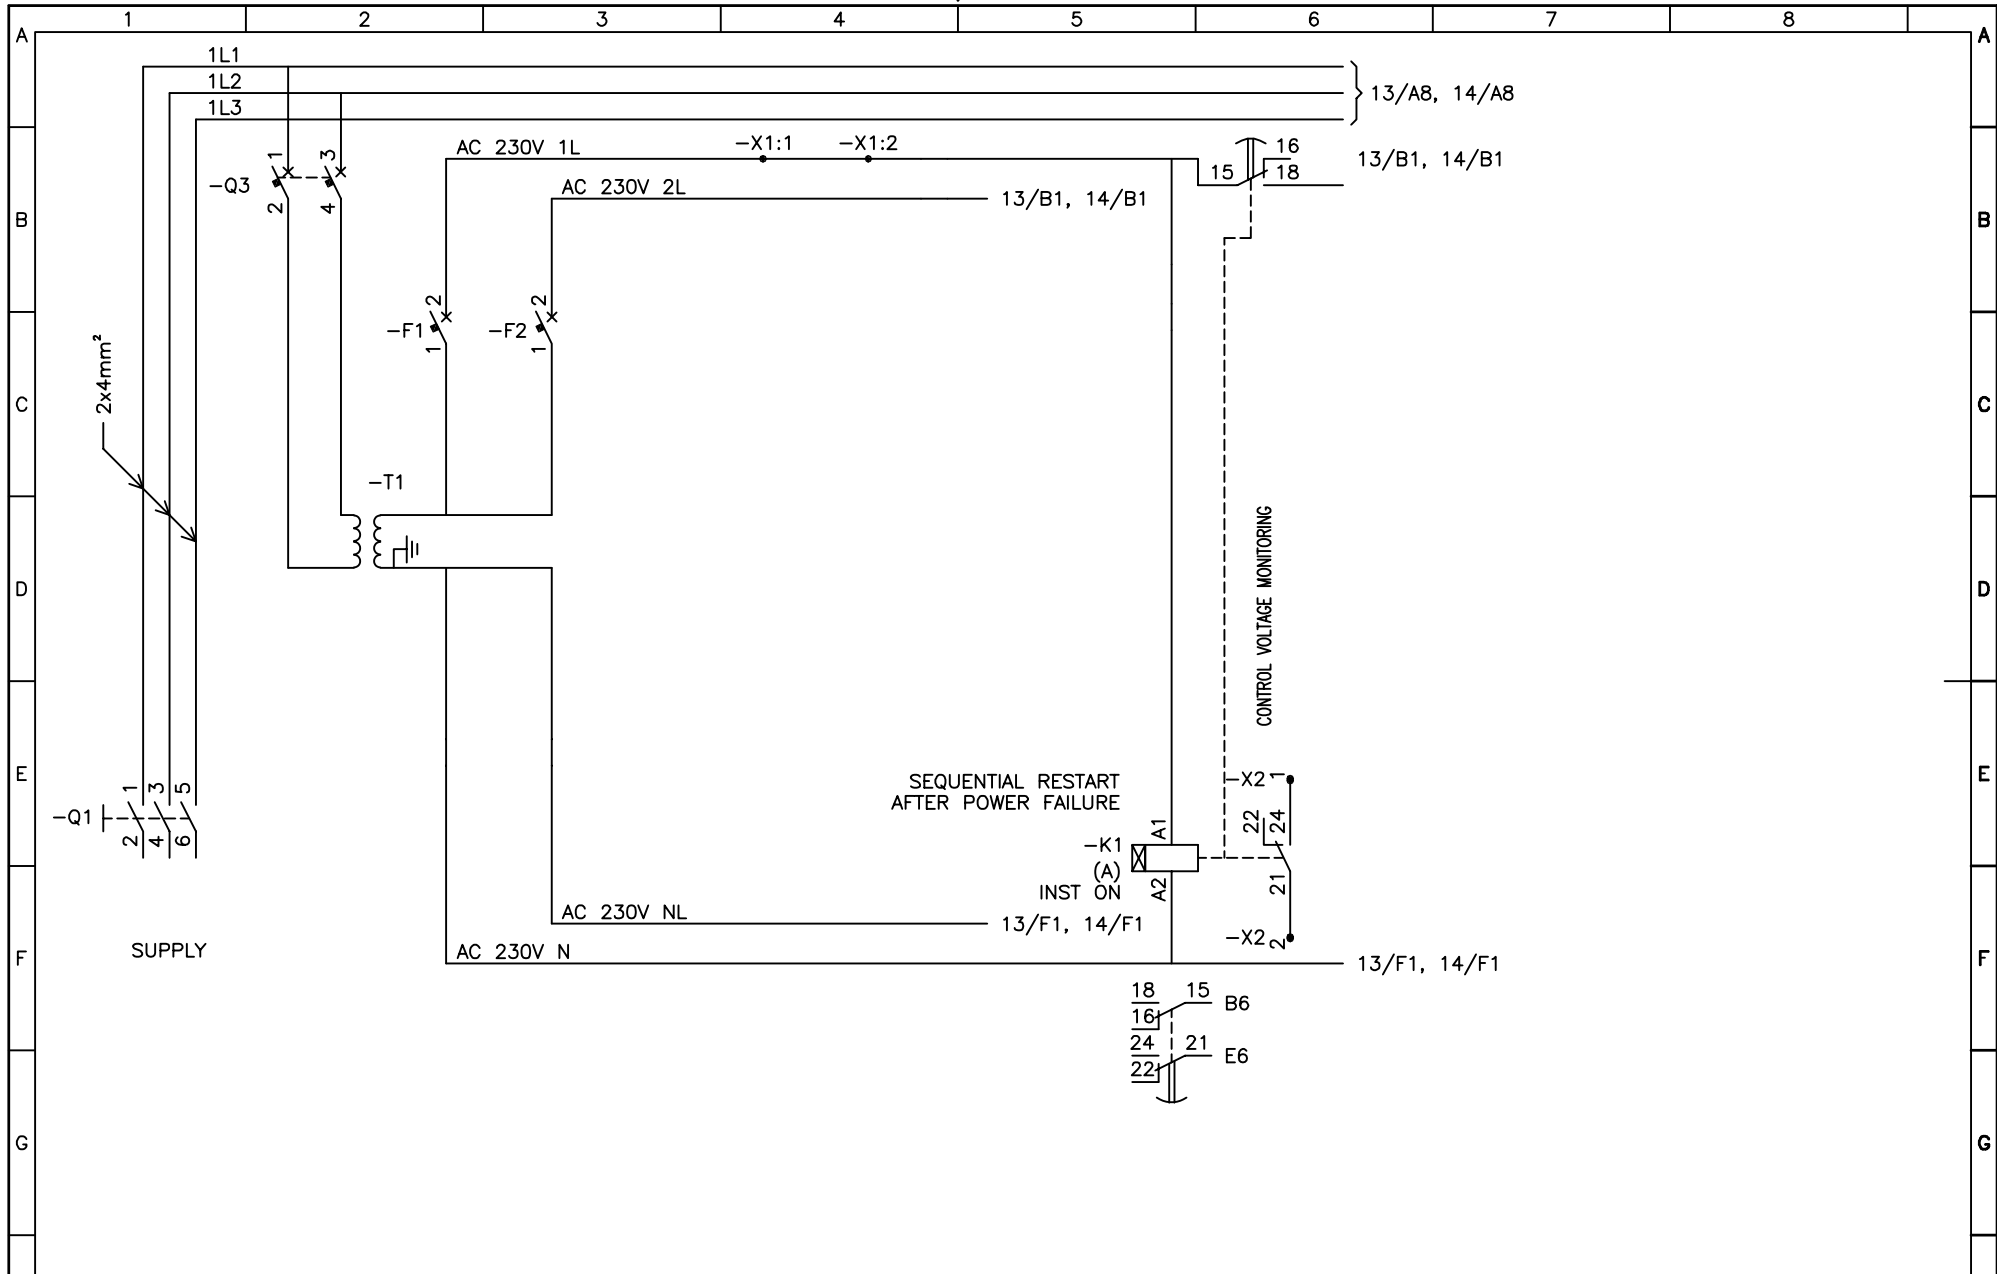 1 2 3 4 5 6 7 8
A A
1L1
1L2
13/A8, 14/A8
1L3
AC 230V 1L
-X1:1
-X1:2
16
13/B1, 14/B1
15
18
1
3
-Q3
2
4
AC 230V 2L
13/B1, 14/B1
B B
2
2
-F1
-F2
1
1
2x4mm²
C C
-T1
CONTROL VOLTAGE MONITORING
D D
E E
SEQUENTIAL RESTART
AFTER POWER FAILURE
-X2
1
1
3
5
-Q1
2
4
6
22
24
A1
-K1
(A)
INST ON
A2
21
AC 230V NL
13/F1, 14/F1
-X2
2
SUPPLY
AC 230V N
13/F1, 14/F1
F F
18 15 B6
16
24 21 E6
22
G G